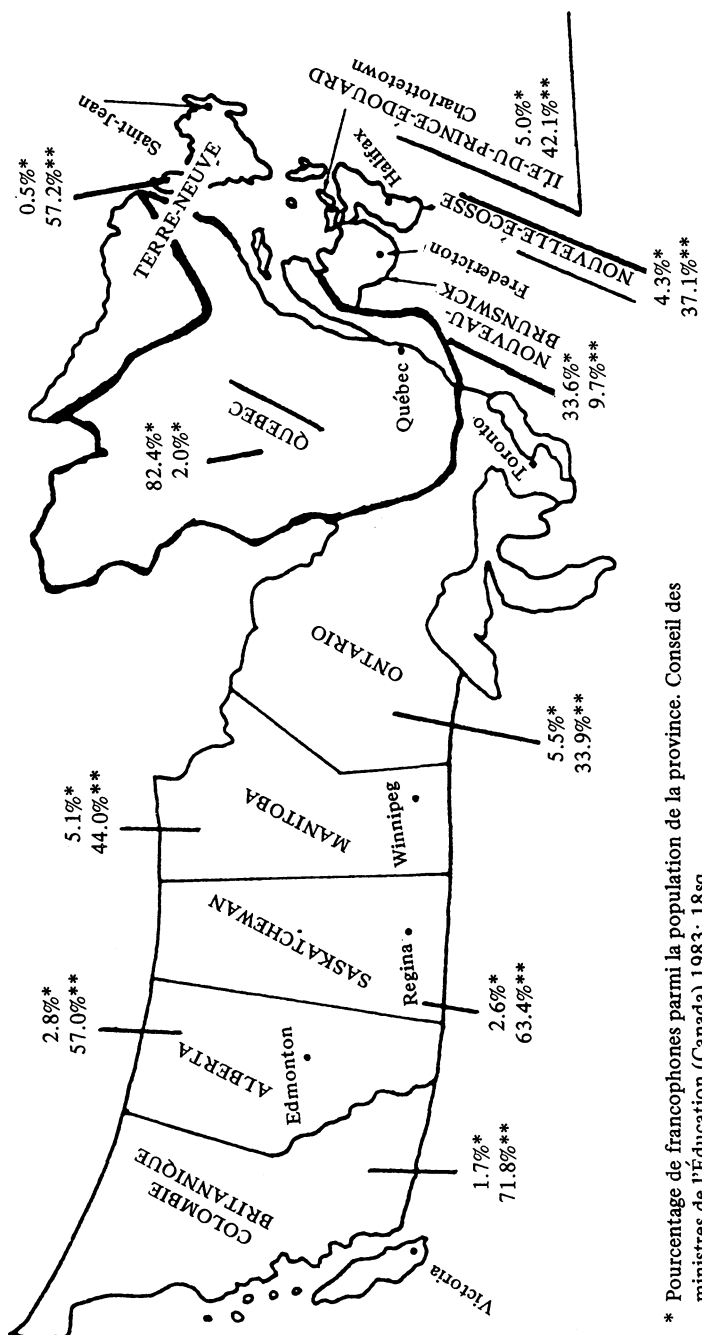 0.5%*
57.2%**
Saint-Jean
TERRE-NEUVE
82.4%*
2.0%*
QUEBEC
Québec
ÎLE-DU-PRINCE-ÉDOUARD
Charlottetown
5.0%*
42.1%**
Halifax
NOUVELLE-ÉCOSSE
4.3%*
37.1%**
Fredericton
NOUVEAU-
BRUNSWICK
33.6%*
9.7%**
Toronto
ONTARIO
5.5%*
33.9%**
5.1%*
44.0%**
MANITOBA
Winnipeg
SASKATCHEWAN
Regina
2.6%*
63.4%**
2.8%*
57.0%**
ALBERTA
Edmonton
COLOMBIE
BRITANNIQUE
1.7%*
71.8%**
Victoria
* Pourcentage de francophones parmi la population de la province. Conseil des
ministres de l'Éducation (Canada) 1983: 18sq